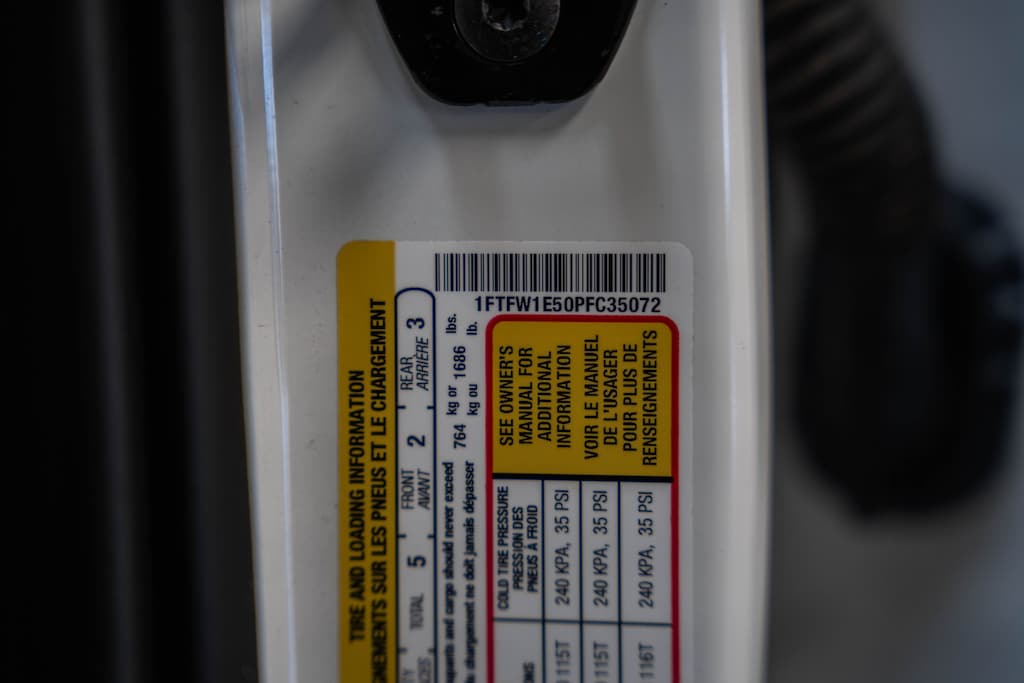 1FTFW1E50PFC35072
TIRE AND LOADING INFORMATION
SUR LES PNEUS ET LE CHARGEMENT
TOTAL 5 FRONT AVANT 2 REAR ARRIÈRE 3
and cargo should never exceed 764 kg or 1686 lbs.
chargement ne doit jamais dépasser kg ou lb.
SEE OWNER'S
MANUAL FOR
ADDITIONAL
INFORMATION
VOIR LE MANUEL
DE L'USAGER
POUR PLUS DE
RENSEIGNEMENTS
COLD TIRE PRESSURE
PRESSION DES
PNEUS À FROID
115T 240 KPA, 35 PSI
115T 240 KPA, 35 PSI
116T 240 KPA, 35 PSI